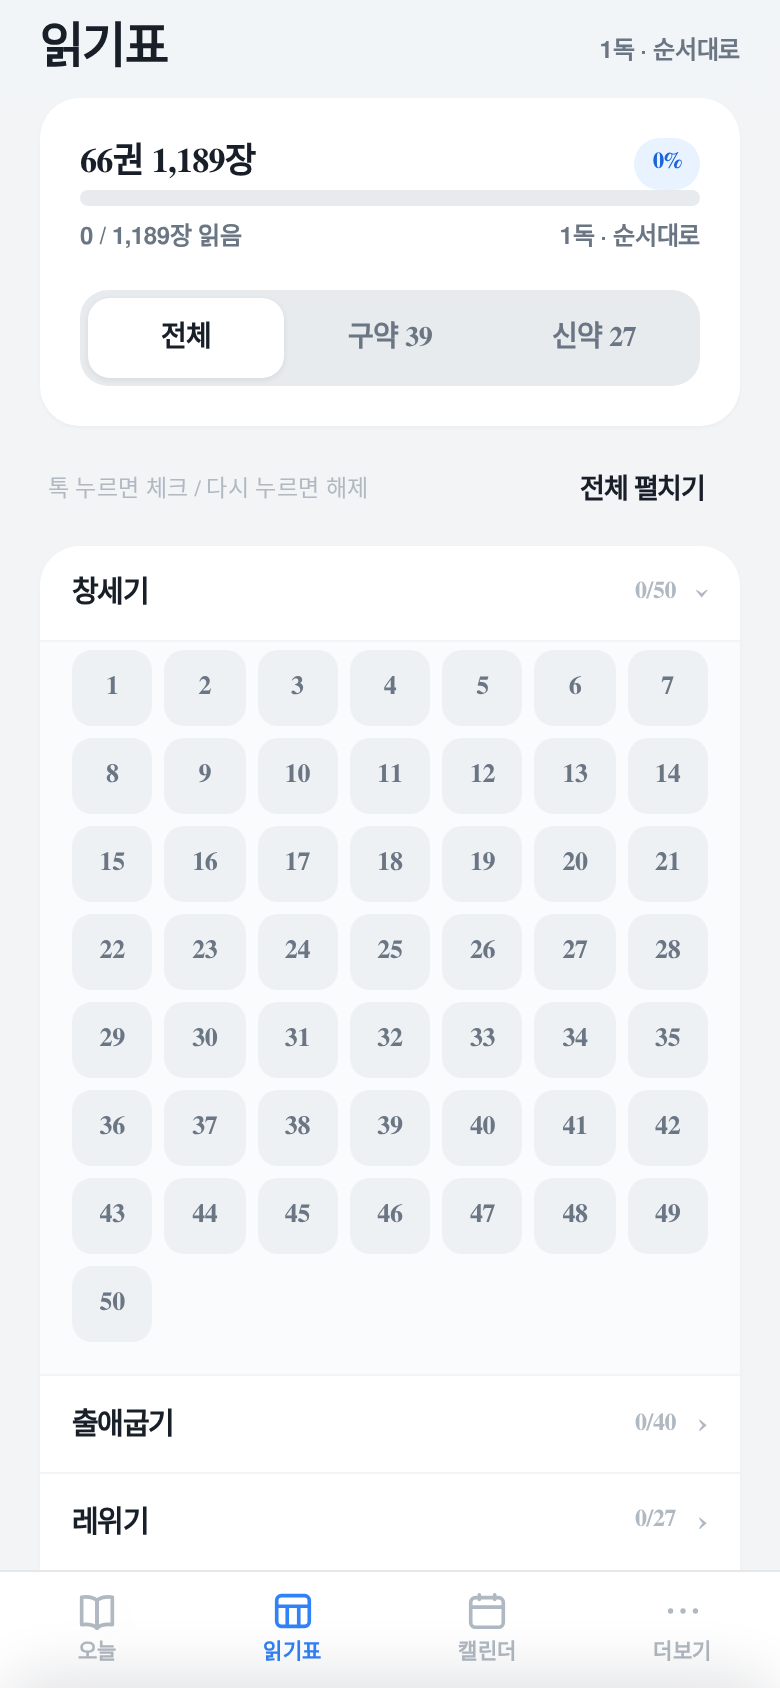 읽기표
1독 · 순서대로
66권 1,189장
0%
0 / 1,189장 읽음
1독 · 순서대로
전체 구약 39 신약 27
톡 누르면 체크 / 다시 누르면 해제
전체 펼치기
창세기 0/50
1 2 3 4 5 6 7
8 9 10 11 12 13 14
15 16 17 18 19 20 21
22 23 24 25 26 27 28
29 30 31 32 33 34 35
36 37 38 39 40 41 42
43 44 45 46 47 48 49
50
출애굽기 0/40
레위기 0/27
오늘 읽기표 캘린더 더보기